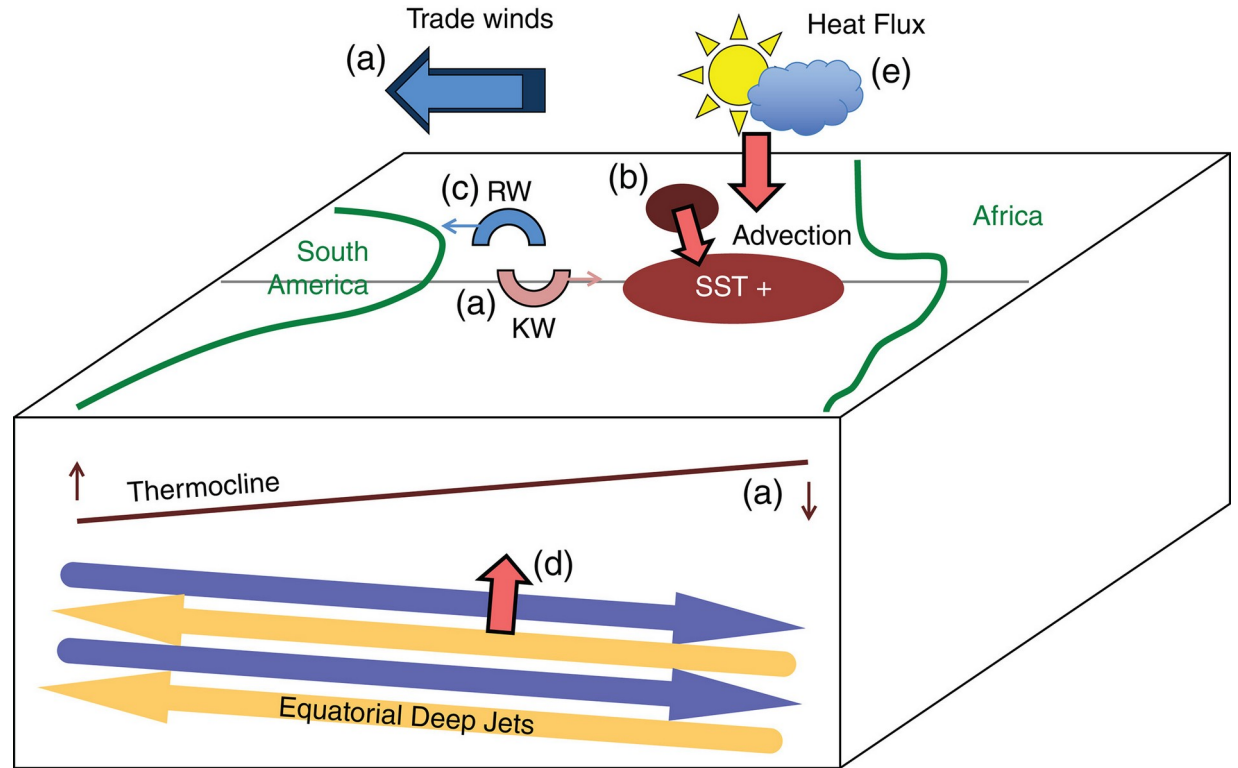 Trade winds
(a)
Heat Flux
(e)
(b)
(c) RW
Advection
Africa
South
America
SST +
(a)
KW
Thermocline
(a)
(d)
Equatorial Deep Jets